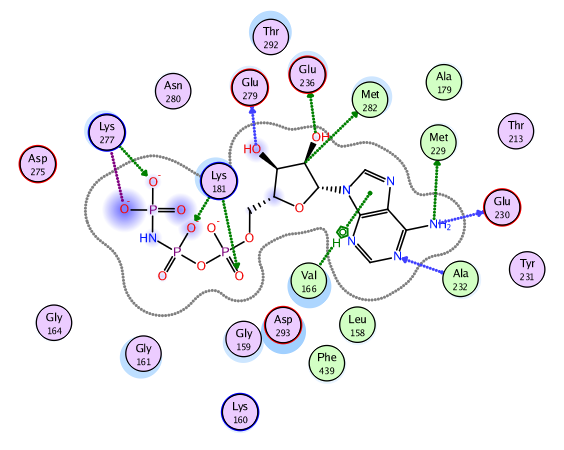 Thr
292
Glu
236
Glu
279
Asn
280
Met
282
Ala
179
Thr
213
Lys
277
Met
229
Asp
275
Lys
181
HO
OH
O⁻
O⁻
P
O
HN
O
P
O
O
O⁻
P
O
O
O
N
N
N
N
NH2
H
Glu
230
Val
166
Ala
232
Tyr
231
Gly
164
Gly
161
Gly
159
Asp
293
Leu
158
Phe
439
Lys
160